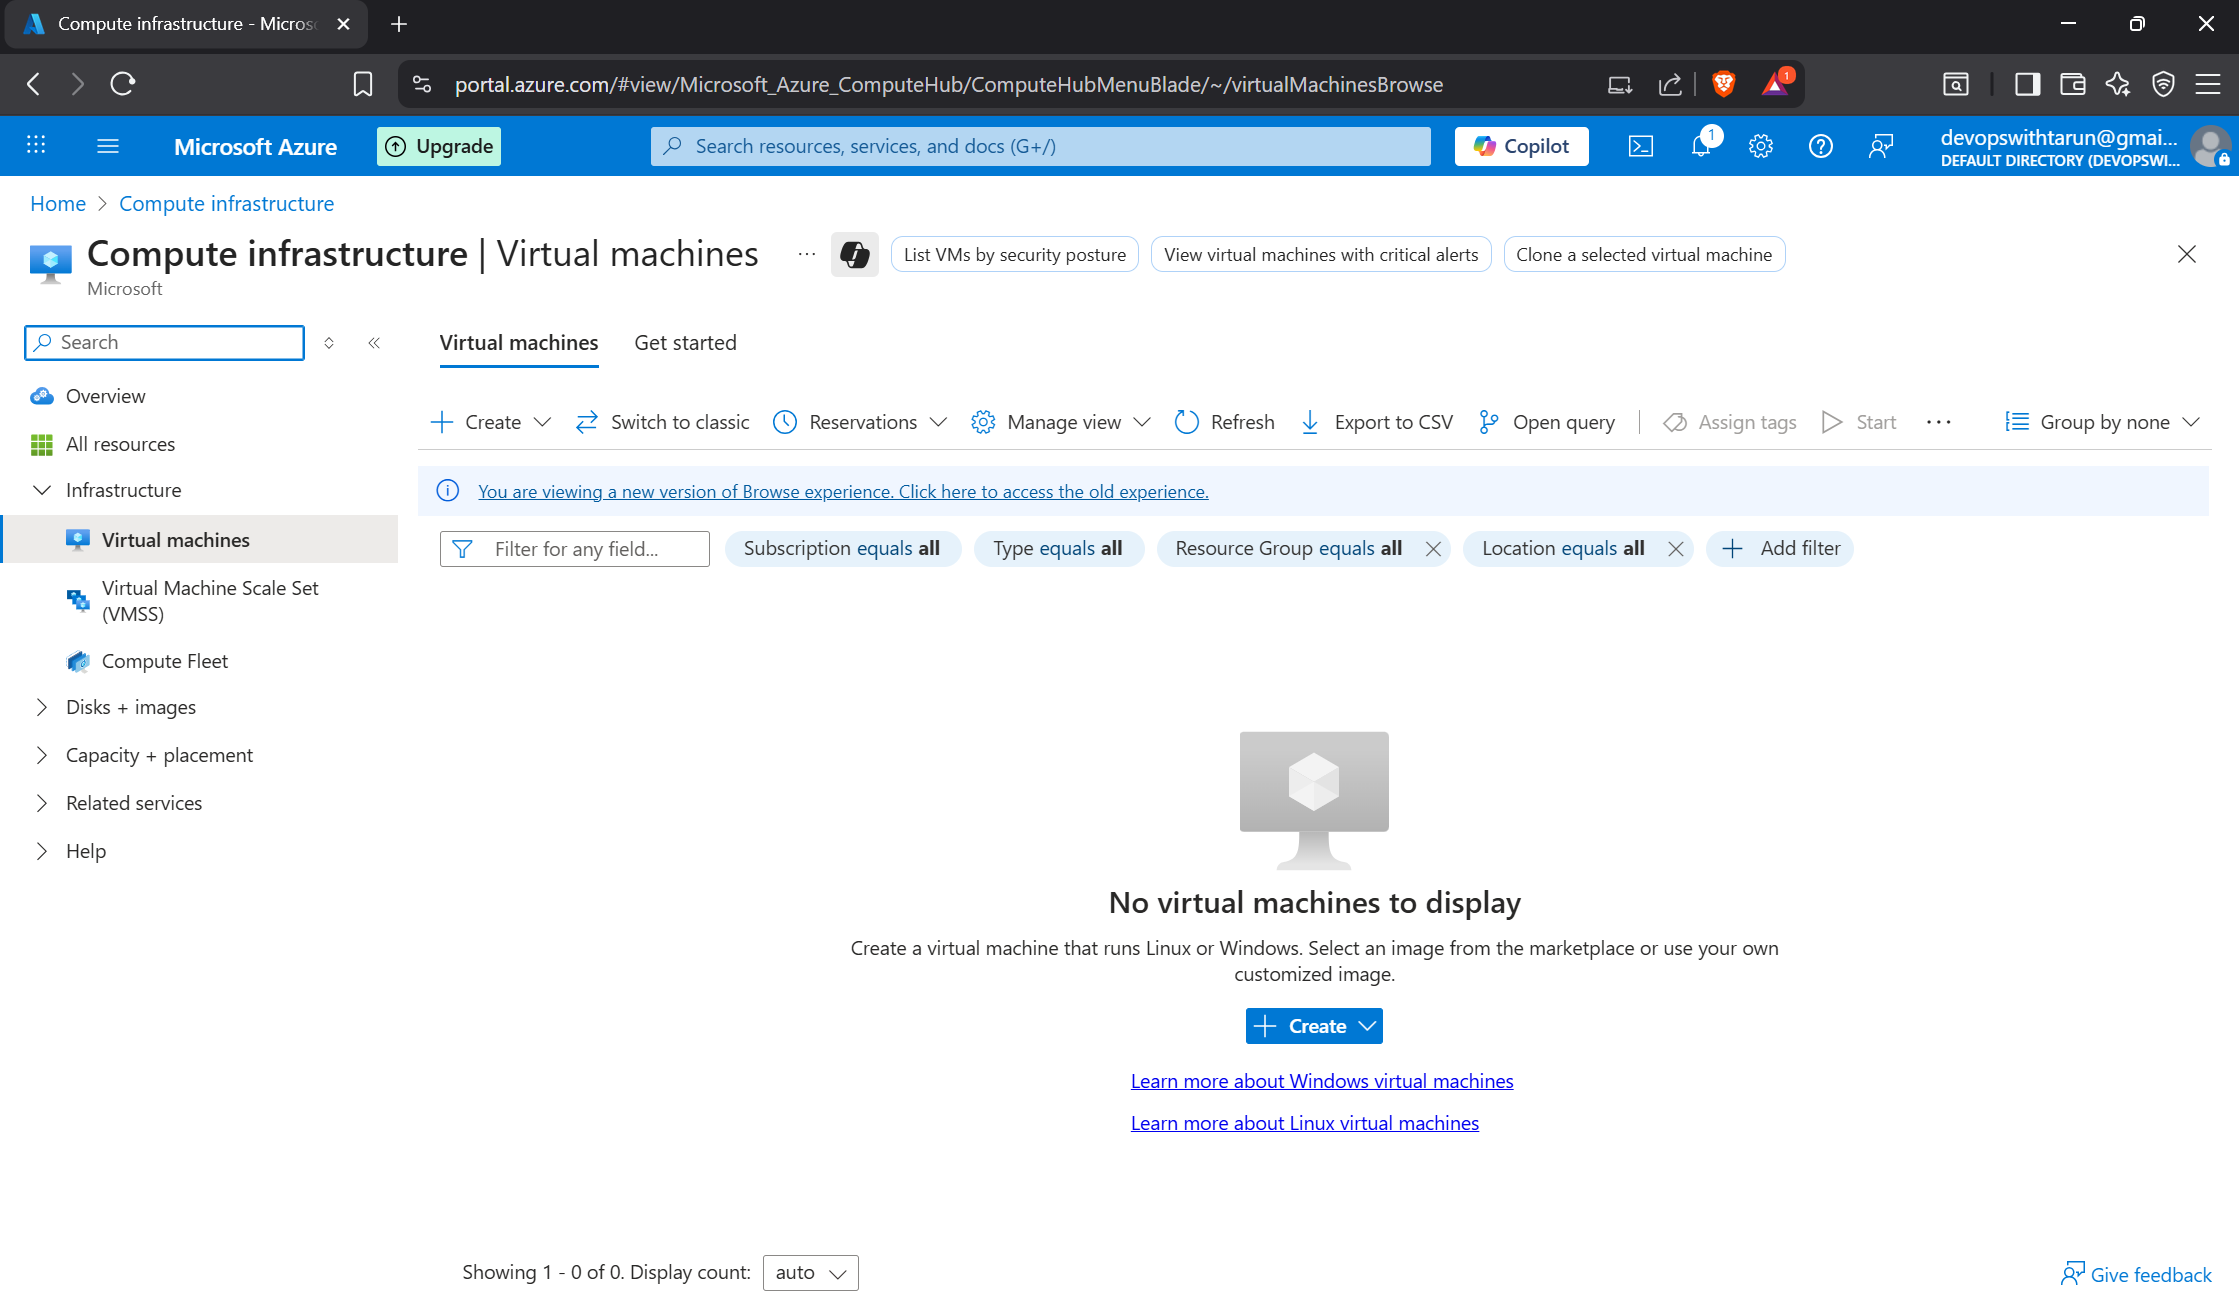 Compute infrastructure - Micros
portal.azure.com/#view/Microsoft_Azure_ComputeHub/ComputeHubMenuBlade/~/virtualMachinesBrowse
1
Microsoft Azure
Upgrade
Search resources, services, and docs (G+/)
Copilot
1
devopswithtarun@gmai...
DEFAULT DIRECTORY (DEVOPSWI...
Home > Compute infrastructure
Compute infrastructure | Virtual machines
...
List VMs by security posture
View virtual machines with critical alerts
Clone a selected virtual machine
Microsoft
Search
Overview
All resources
Infrastructure
Virtual machines
Virtual Machine Scale Set
(VMSS)
Compute Fleet
Disks + images
Capacity + placement
Related services
Help
Virtual machines
Get started
Create
Switch to classic
Reservations
Manage view
Refresh
Export to CSV
Open query
Assign tags
Start
...
Group by none
You are viewing a new version of Browse experience. Click here to access the old experience.
Filter for any field...
Subscription equals all
Type equals all
Resource Group equals all
Location equals all
Add filter
No virtual machines to display
Create a virtual machine that runs Linux or Windows. Select an image from the marketplace or use your own
customized image.
Create
Learn more about Windows virtual machines
Learn more about Linux virtual machines
Showing 1 - 0 of 0. Display count:
auto
Give feedback